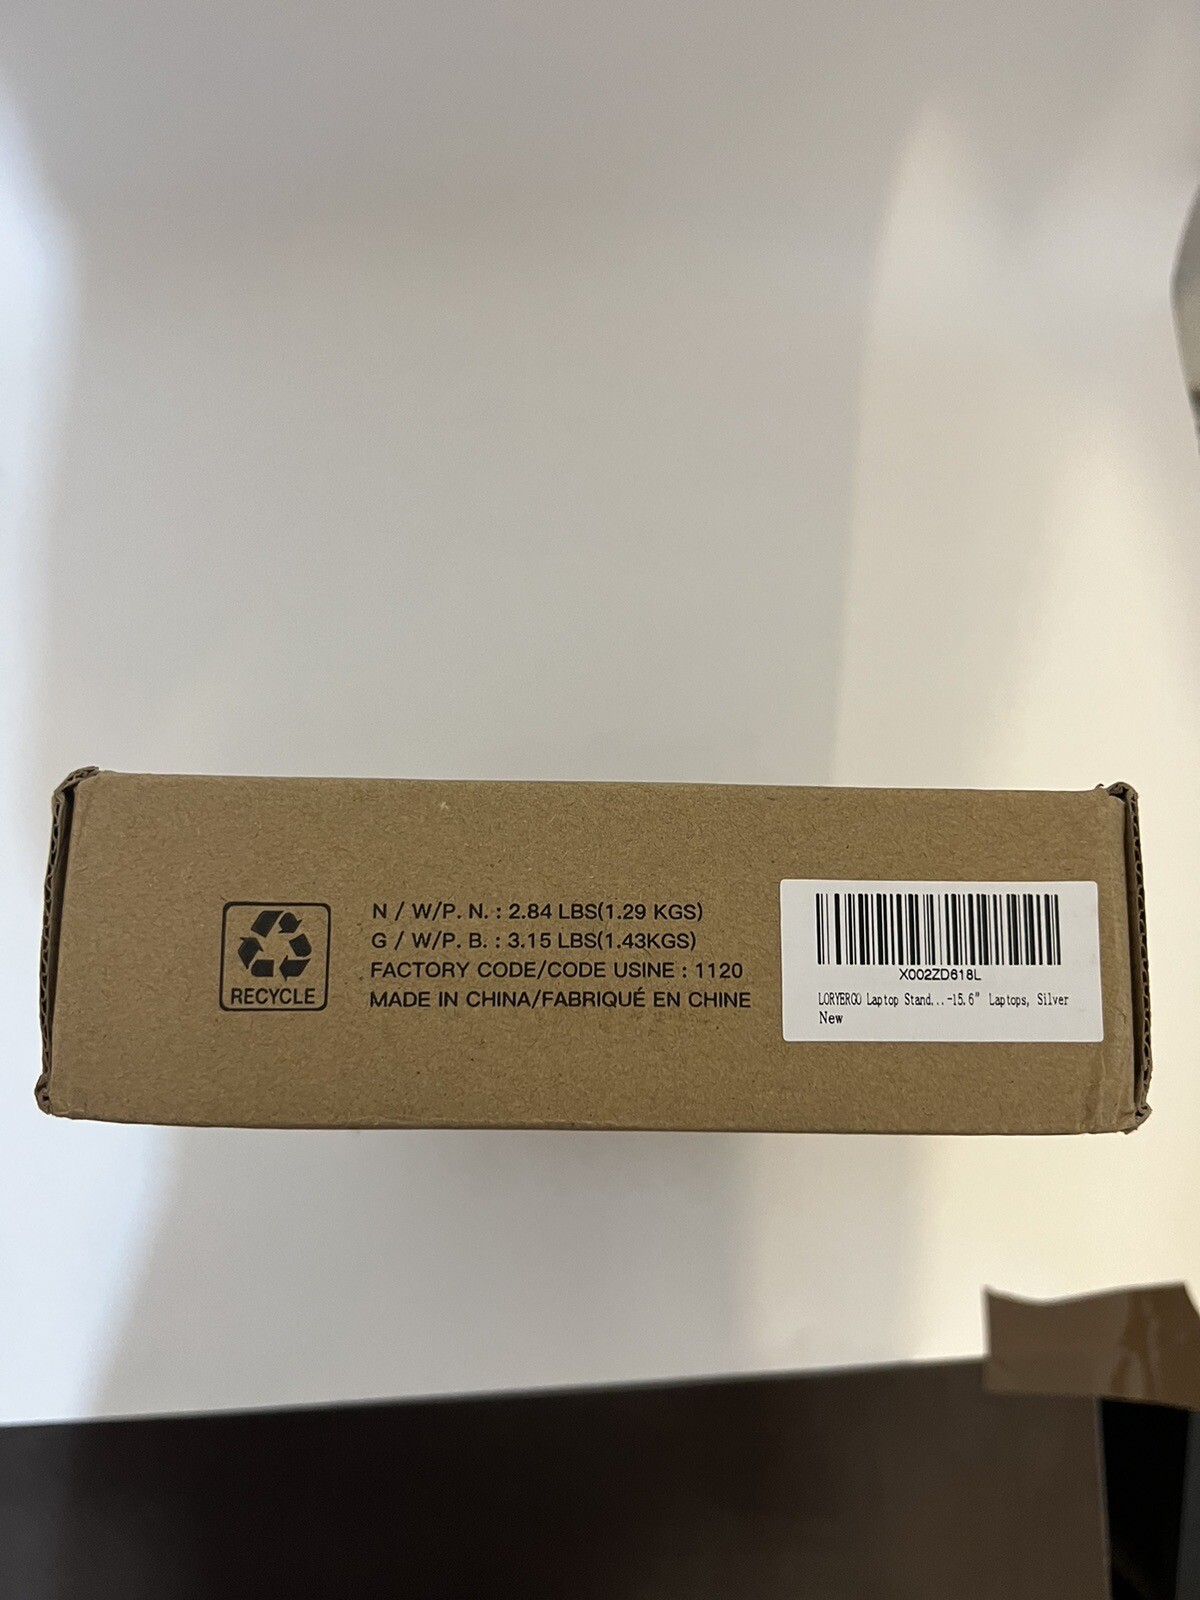 RECYCLE
N / W/P. N. : 2.84 LBS(1.29 KGS)
G / W/P. B. : 3.15 LBS(1.43KGS)
FACTORY CODE/CODE USINE : 1120
MADE IN CHINA/FABRIQUÉ EN CHINE
X002ZD618L
LORYERGO Laptop Stand...-15.6" Laptops, Silver
New